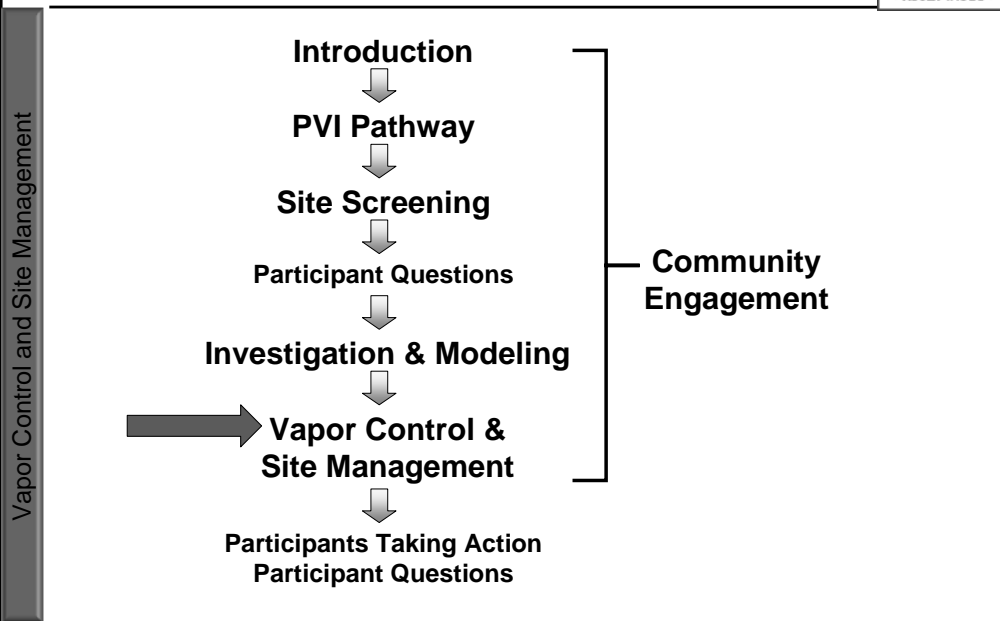 Vapor Control and Site Management
Introduction
PVI Pathway
Site Screening
Participant Questions
Investigation & Modeling
Vapor Control &
Site Management
Participants Taking Action
Participant Questions
Community
Engagement